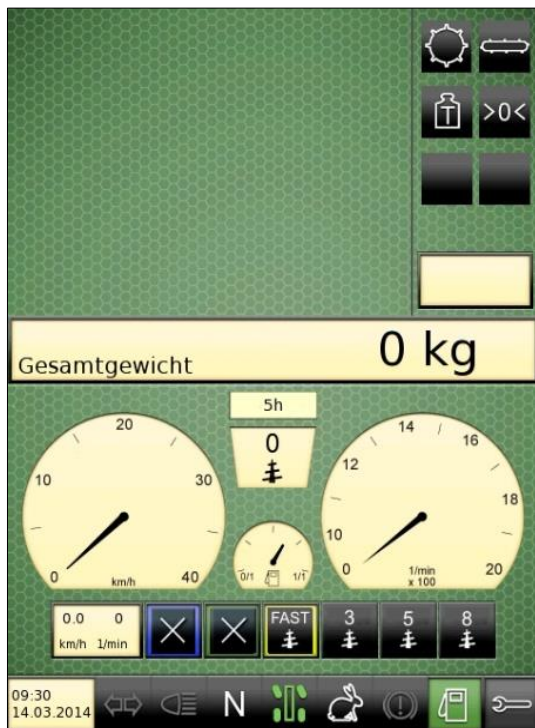 T
>0<
Gesamtgewicht 0 kg
5h
0
0 10 20 30 40
km/h
0/1 1/1
0 10 12 14 16 18 20
1/min
x 100
0.0 0
km/h 1/min
FAST 3 5 8
09:30
14.03.2014
N